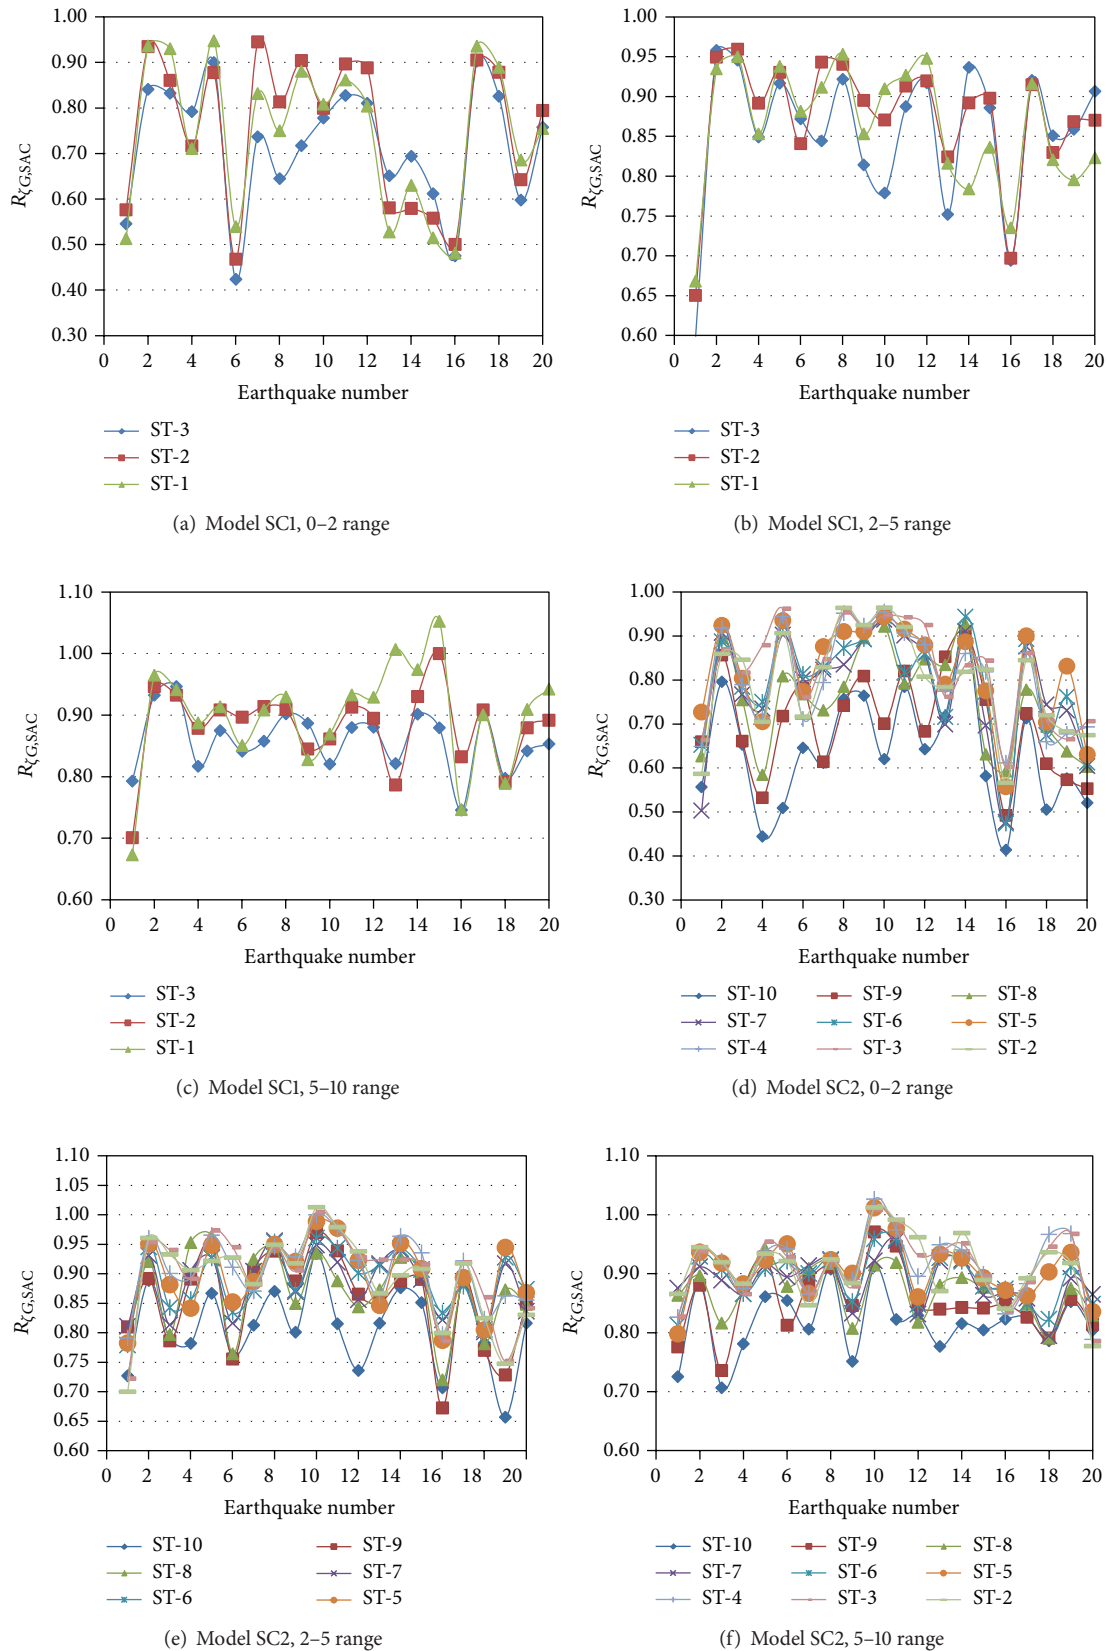 1.00
0.90
0.80
0.70
0.60
0.50
0.40
0.30
RζG,SAC
0 2 4 6 8 10 12 14 16 18 20
Earthquake number
ST-3
ST-2
ST-1
(a) Model SC1, 0–2 range
1.00
0.95
0.90
0.85
0.80
0.75
0.70
0.65
0.60
RζG,SAC
0 2 4 6 8 10 12 14 16 18 20
Earthquake number
ST-3
ST-2
ST-1
(b) Model SC1, 2–5 range
1.10
1.00
0.90
0.80
0.70
0.60
RζG,SAC
0 2 4 6 8 10 12 14 16 18 20
Earthquake number
ST-3
ST-2
ST-1
(c) Model SC1, 5–10 range
1.00
0.90
0.80
0.70
0.60
0.50
0.40
0.30
RζG,SAC
0 2 4 6 8 10 12 14 16 18 20
Earthquake number
ST-10 ST-9 ST-8
ST-7 ST-6 ST-5
ST-4 ST-3 ST-2
(d) Model SC2, 0–2 range
1.10
1.05
1.00
0.95
0.90
0.85
0.80
0.75
0.70
0.65
0.60
RζG,SAC
0 2 4 6 8 10 12 14 16 18 20
Earthquake number
ST-10 ST-9
ST-8 ST-7
ST-6 ST-5
(e) Model SC2, 2–5 range
1.10
1.00
0.90
0.80
0.70
0.60
RζG,SAC
0 2 4 6 8 10 12 14 16 18 20
Earthquake number
ST-10 ST-9 ST-8
ST-7 ST-6 ST-5
ST-4 ST-3 ST-2
(f) Model SC2, 5–10 range